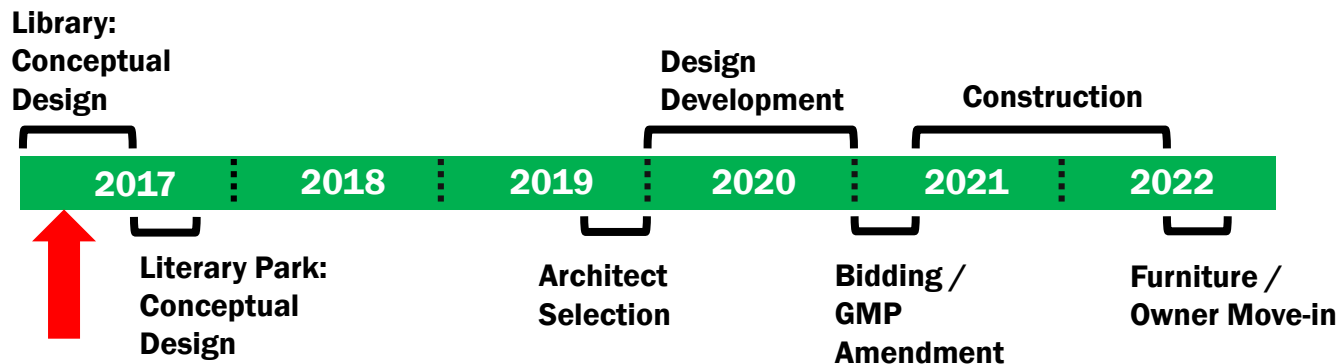 Library:
Conceptual
Design
Design
Development
Construction
2017 2018 2019 2020 2021 2022
Literary Park:
Conceptual
Design
Architect
Selection
Bidding /
GMP
Amendment
Furniture /
Owner Move-in